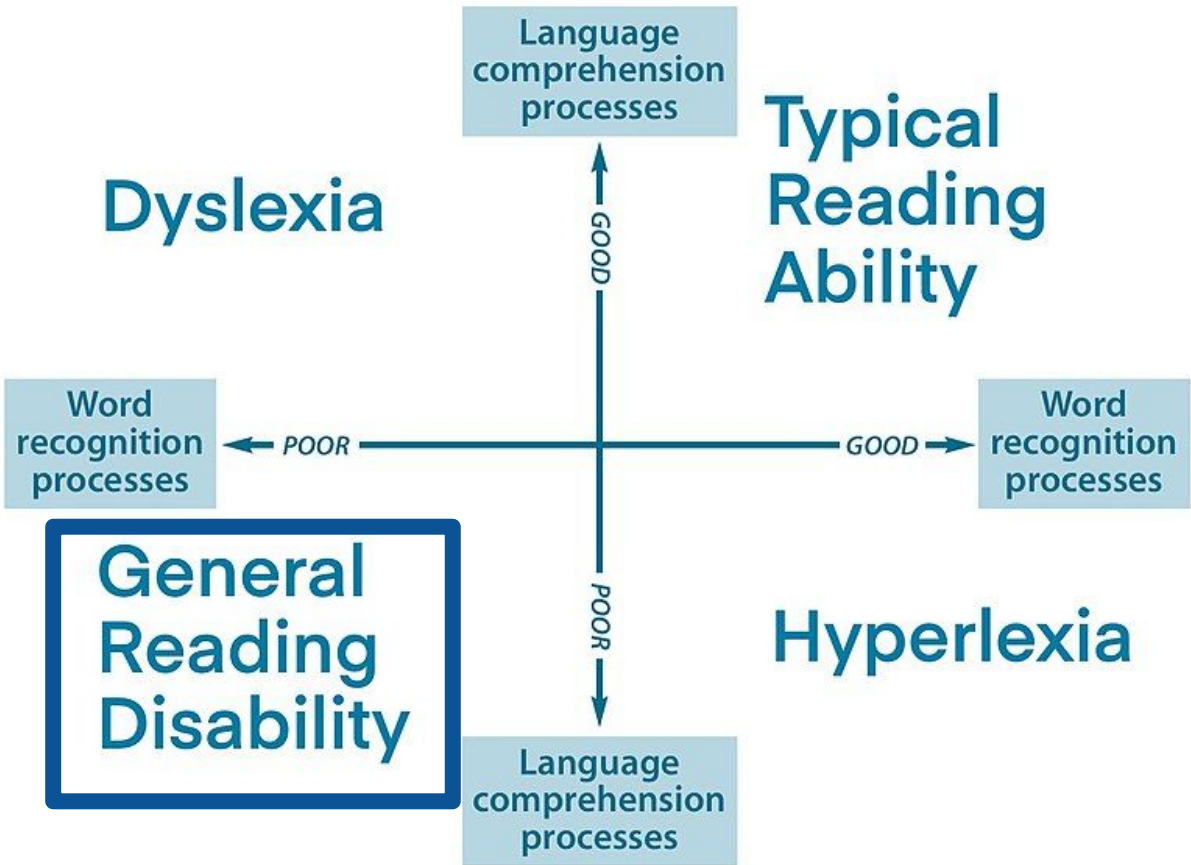 Language
comprehension
processes
Typical
Reading
Ability
Dyslexia
GOOD
Word
recognition
processes
POOR
GOOD
Word
recognition
processes
General
Reading
Disability
POOR
Hyperlexia
Language
comprehension
processes